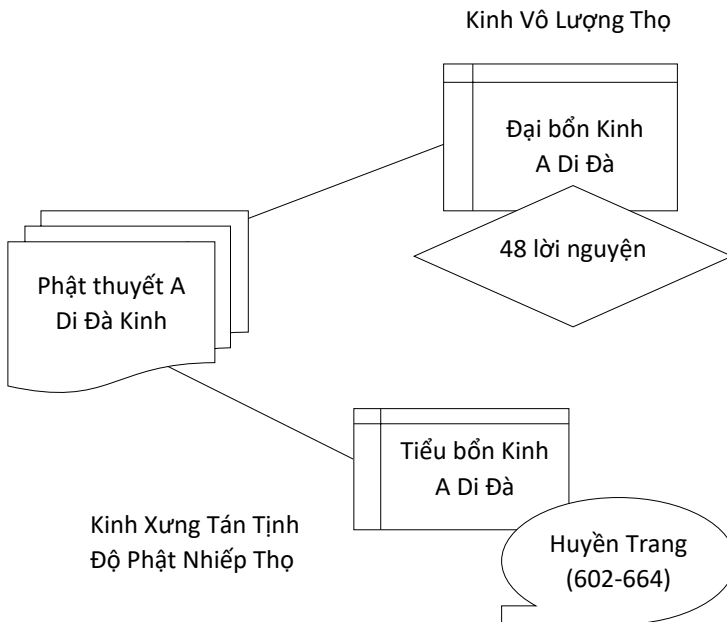 Kinh Vô Lượng Thọ
Đại bổn Kinh
A Di Đà
48 lời nguyện
Phật thuyết A
Di Đà Kinh
Tiểu bổn Kinh
A Di Đà
Kinh Xưng Tán Tịnh
Độ Phật Nhiếp Thọ
Huyền Trang
(602-664)